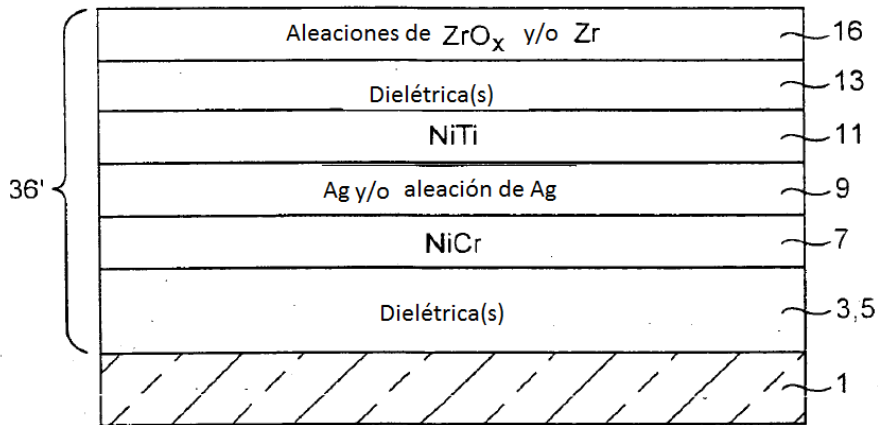 Aleaciones de ZrOx y/o Zr 16
Dielétrica(s) 13
NiTi 11
36' Ag y/o aleación de Ag 9
NiCr 7
Dielétrica(s) 3,5
1